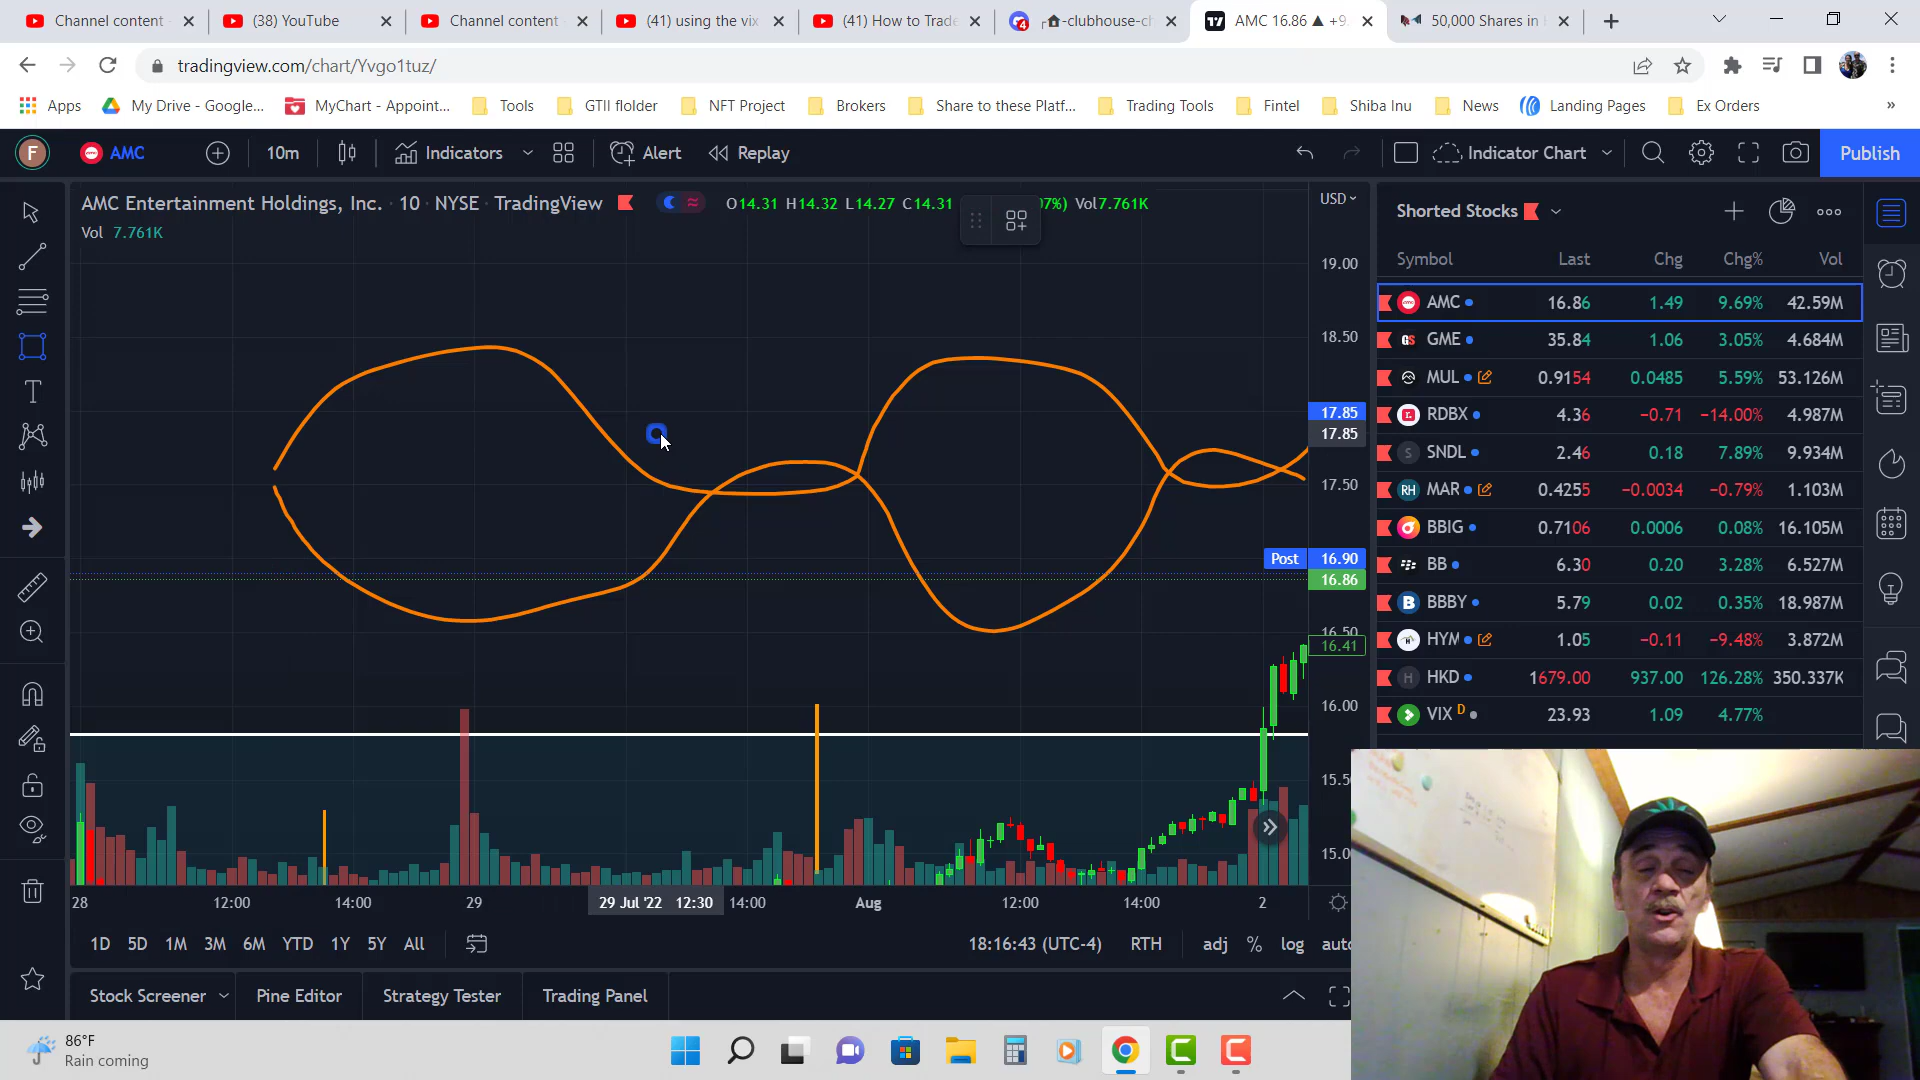 Channel content
(38) YouTube
Channel content
(41) using the vix
(41) How to Trade
-clubhouse-ch
AMC 16.86 ▲ +9.
50,000 Shares in
tradingview.com/chart/Yvgo1tuz/
Apps
My Drive - Google...
MyChart - Appoint...
Tools
GTII flolder
NFT Project
Brokers
Share to these Platf...
Trading Tools
Fintel
Shiba Inu
News
Landing Pages
Ex Orders
»
F
AMC
10m
Indicators
Alert
Replay
Indicator Chart
Publish
AMC Entertainment Holdings, Inc. · 10 · NYSE · TradingView
O14.31 H14.32 L14.27 C14.31
07%) Vol7.761K
Vol 7.761K
USD
19.00
18.50
17.85
17.85
17.50
Post 16.90
16.86
16.50
16.41
16.00
15.5
15.0
28
12:00
14:00
29
29 Jul '22 12:30
14:00
Aug
12:00
14:00
2
1D
5D
1M
3M
6M
YTD
1Y
5Y
All
18:16:43 (UTC-4)
RTH
adj
%
log
auto
Stock Screener
Pine Editor
Strategy Tester
Trading Panel
Shorted Stocks
Symbol Last Chg Chg% Vol
AMC 16.86 1.49 9.69% 42.59M
GME 35.84 1.06 3.05% 4.684M
MUL 0.9154 0.0485 5.59% 53.126M
RDBX 4.36 −0.71 −14.00% 4.987M
SNDL 2.46 0.18 7.89% 9.934M
MAR 0.4255 −0.0034 −0.79% 1.103M
BBIG 0.7106 0.0006 0.08% 16.105M
BB 6.30 0.20 3.28% 6.527M
BBBY 5.79 0.02 0.35% 18.987M
HYM 1.05 −0.11 −9.48% 3.872M
HKD 1679.00 937.00 126.28% 350.337K
VIX D 23.93 1.09 4.77%
86°F
Rain coming